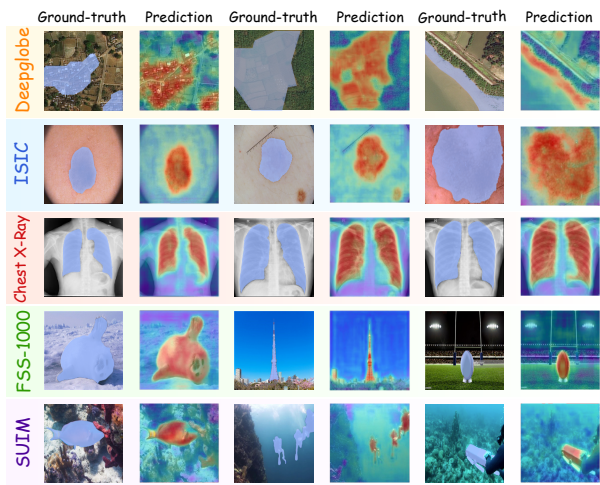 Ground-truth Prediction Ground-truth Prediction Ground-truth Prediction
Deepglobe
ISIC
Chest X-Ray
FSS-1000
SUIM